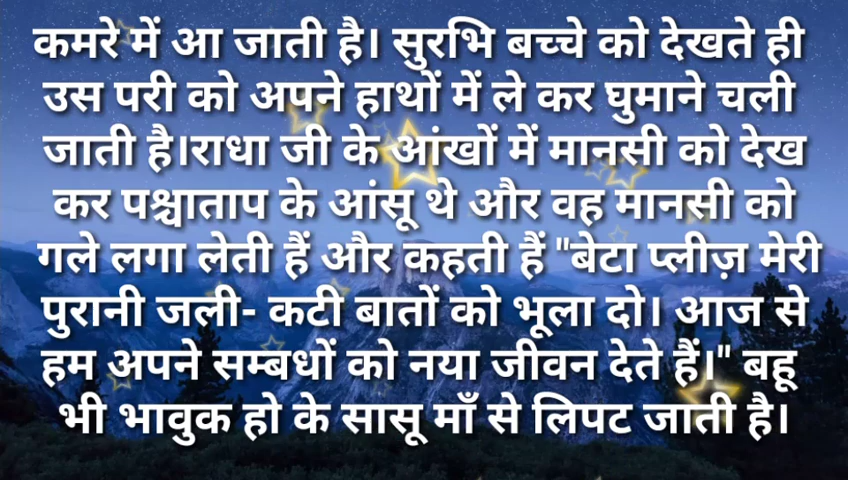 कमरे में आ जाती है। सुरभि बच्चे को देखते ही
उस परी को अपने हाथों में ले कर घुमाने चली
जाती है।राधा जी के आंखों में मानसी को देख
कर पश्चाताप के आंसू थे और वह मानसी को
गले लगा लेती हैं और कहती हैं "बेटा प्लीज़ मेरी
पुरानी जली- कटी बातों को भूला दो। आज से
हम अपने सम्बधों को नया जीवन देते हैं।" बहू
भी भावुक हो के सासू माँ से लिपट जाती है।